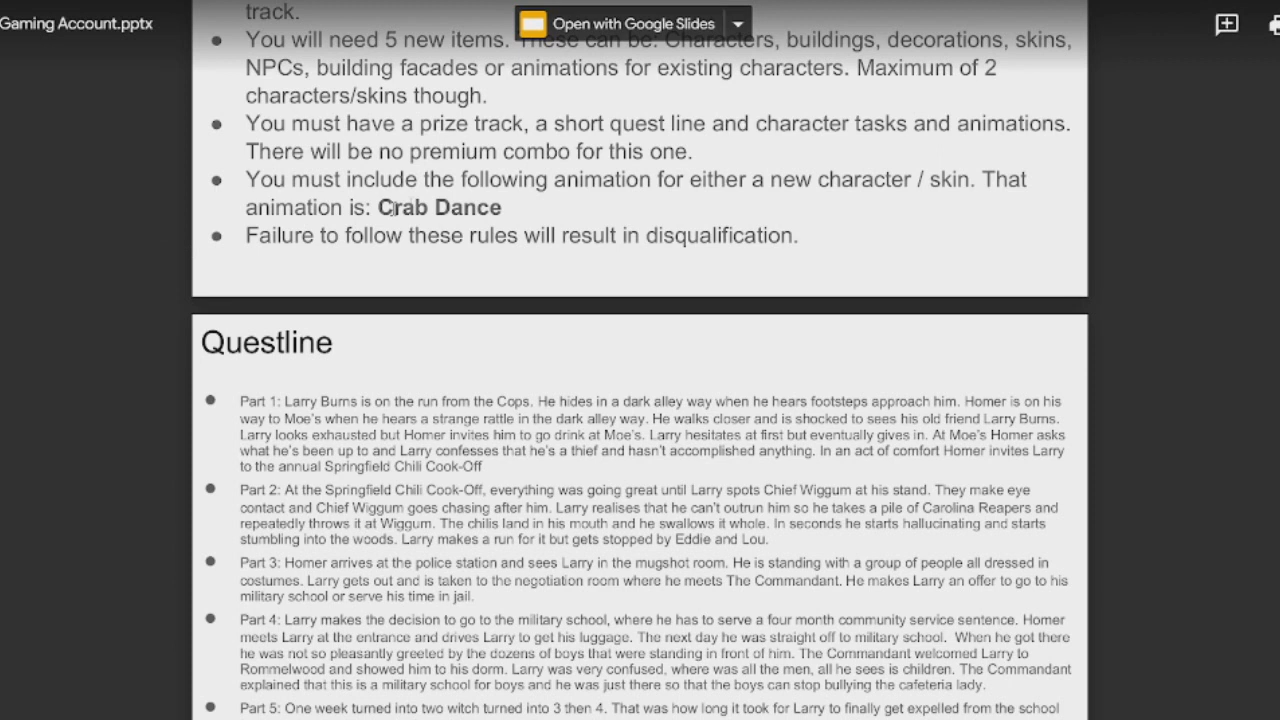 Gaming Account.pptx
Open with Google Slides
track.
You will need 5 new items. These can be: Characters, buildings, decorations, skins,
NPCs, building facades or animations for existing characters. Maximum of 2
characters/skins though.
You must have a prize track, a short quest line and character tasks and animations.
There will be no premium combo for this one.
You must include the following animation for either a new character / skin. That
animation is: Crab Dance
Failure to follow these rules will result in disqualification.
Questline
Part 1: Larry Burns is on the run from the Cops. He hides in a dark alley way when he hears footsteps approach him. Homer is on his
way to Moe's when he hears a strange rattle in the dark alley way. He walks closer and is shocked to sees his old friend Larry Burns.
Larry looks exhausted but Homer invites him to go drink at Moe's. Larry hesitates at first but eventually gives in. At Moe's Homer asks
what he's been up to and Larry confesses that he's a thief and hasn't accomplished anything. In an act of comfort Homer invites Larry
to the annual Springfield Chili Cook-Off
Part 2: At the Springfield Chili Cook-Off, everything was going great until Larry spots Chief Wiggum at his stand. They make eye
contact and Chief Wiggum goes chasing after him. Larry realises that he can't outrun him so he takes a pile of Carolina Reapers and
repeatedly throws it at Wiggum. The chilis land in his mouth and he swallows it whole. In seconds he starts hallucinating and starts
stumbling into the woods. Larry makes a run for it but gets stopped by Eddie and Lou.
Part 3: Homer arrives at the police station and sees Larry in the mugshot room. He is standing with a group of people all dressed in
costumes. Larry gets out and is taken to the negotiation room where he meets The Commandant. He makes Larry an offer to go to his
military school or serve his time in jail.
Part 4: Larry makes the decision to go to the military school, where he has to serve a four month community service sentence. Homer
meets Larry at the entrance and drives Larry to get his luggage. The next day he was straight off to military school. When he got there
he was not so pleasantly greeted by the dozens of boys that were standing in front of him. The Commandant welcomed Larry to
Rommelwood and showed him to his dorm. Larry was very confused, where was all the men, all he sees is children. The Commandant
explained that this is a military school for boys and he was just there so that the boys can stop bullying the cafeteria lady.
Part 5: One week turned into two witch turned into 3 then 4. That was how long it took for Larry to finally get expelled from the school